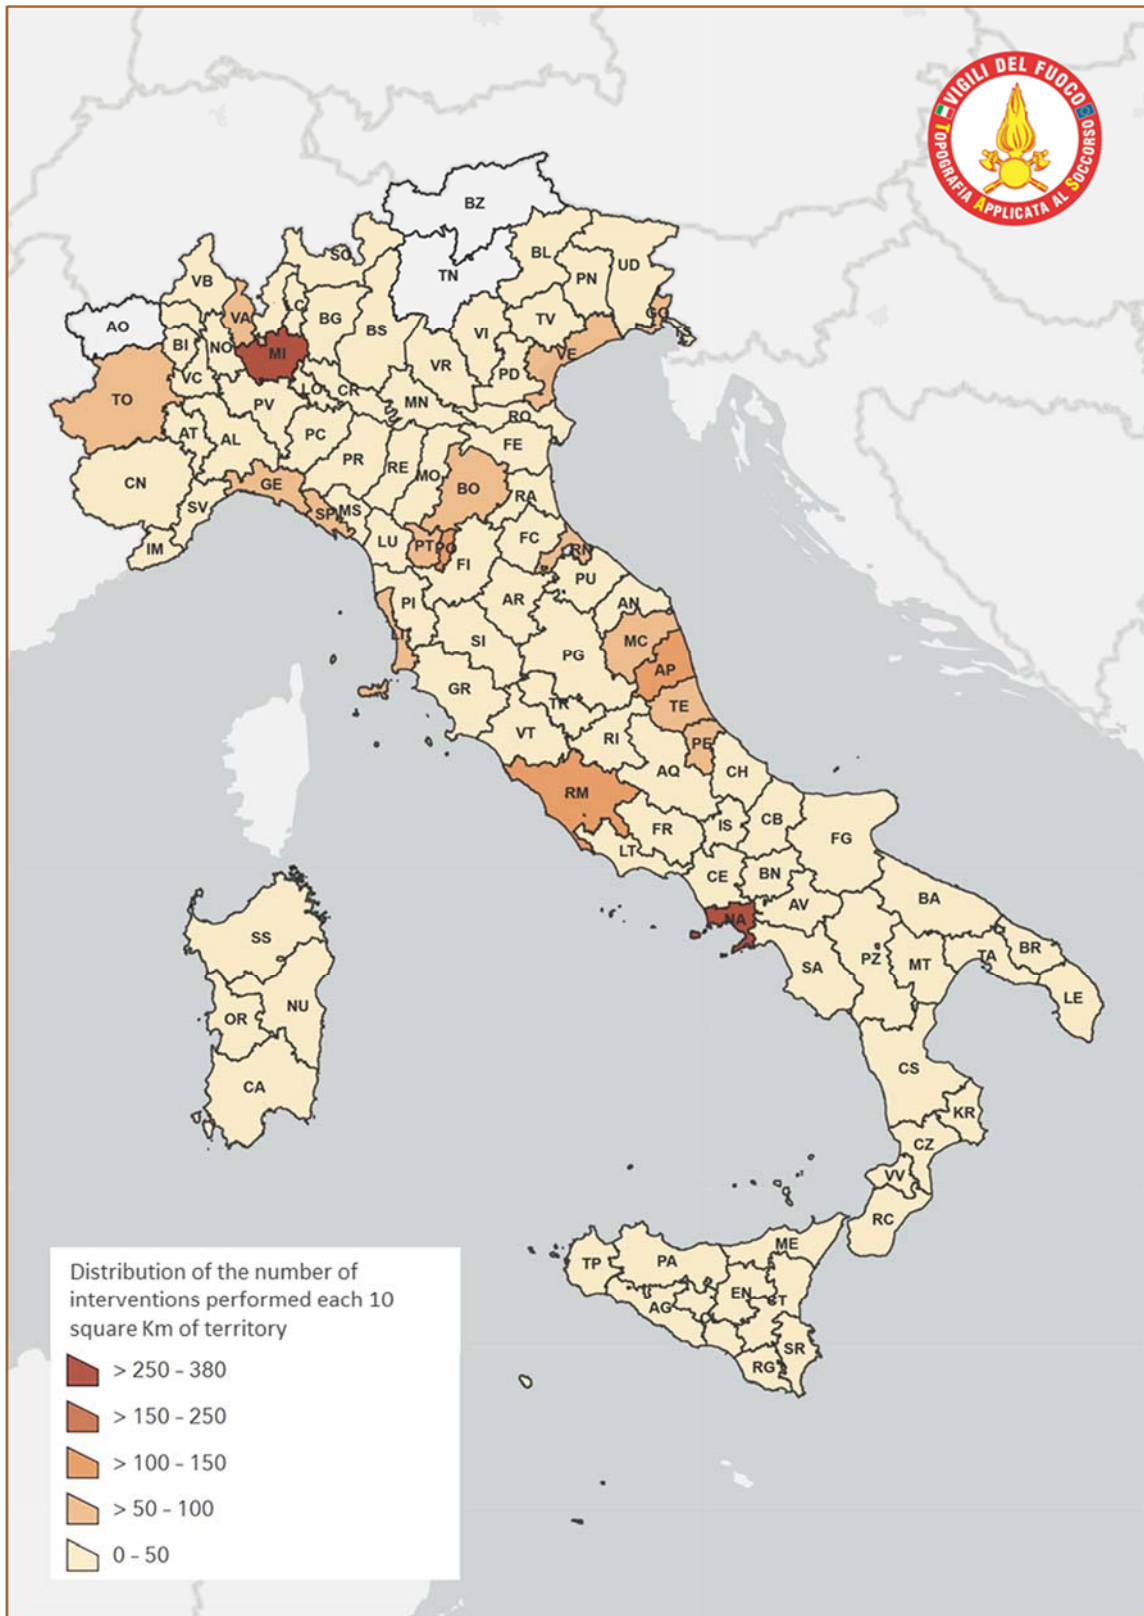 VIGILI DEL FUOCO
TOPOGRAFIA APPLICATA AL SOCCORSO
BZ
SO
BL
UD
TN
PN
VB
LC
GO
AO
VA
BG
TV
BS
VI
TS
BI
NO
MI
VE
VR
PD
VC
LO
CR
TO
PV
MN
RO
AT
AL
PC
FE
PR
RE
MO
CN
GE
BO
RA
SV
SP
MS
IM
LU
PT
PO
FC
RN
FI
PU
PI
AR
AN
LI
SI
MC
PG
AP
GR
TR
TE
VT
RI
PE
AQ
CH
RM
FR
IS
CB
FG
LT
CE
BN
AV
BA
NA
SS
SA
PZ
MT
TA
BR
NU
LE
OR
CS
CA
KR
CZ
VV
RC
ME
TP
PA
EN
CT
AG
SR
RG
Distribution of the number of
interventions performed each 10
square Km of territory
> 250 - 380
> 150 - 250
> 100 - 150
> 50 - 100
0 - 50